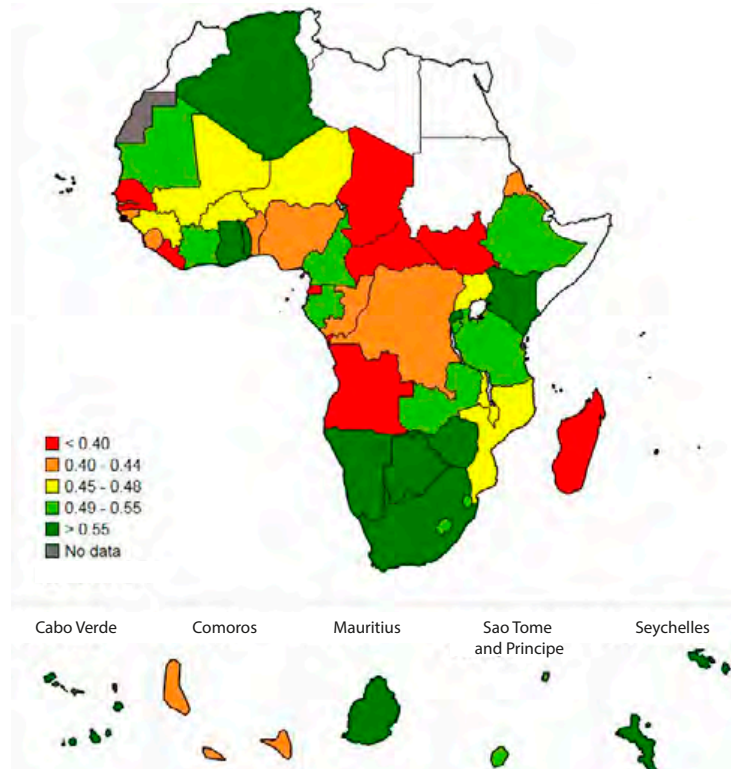 < 0.40
0.40 - 0.44
0.45 - 0.48
0.49 - 0.55
> 0.55
No data
Cabo Verde
Comoros
Mauritius
Sao Tome
and Principe
Seychelles